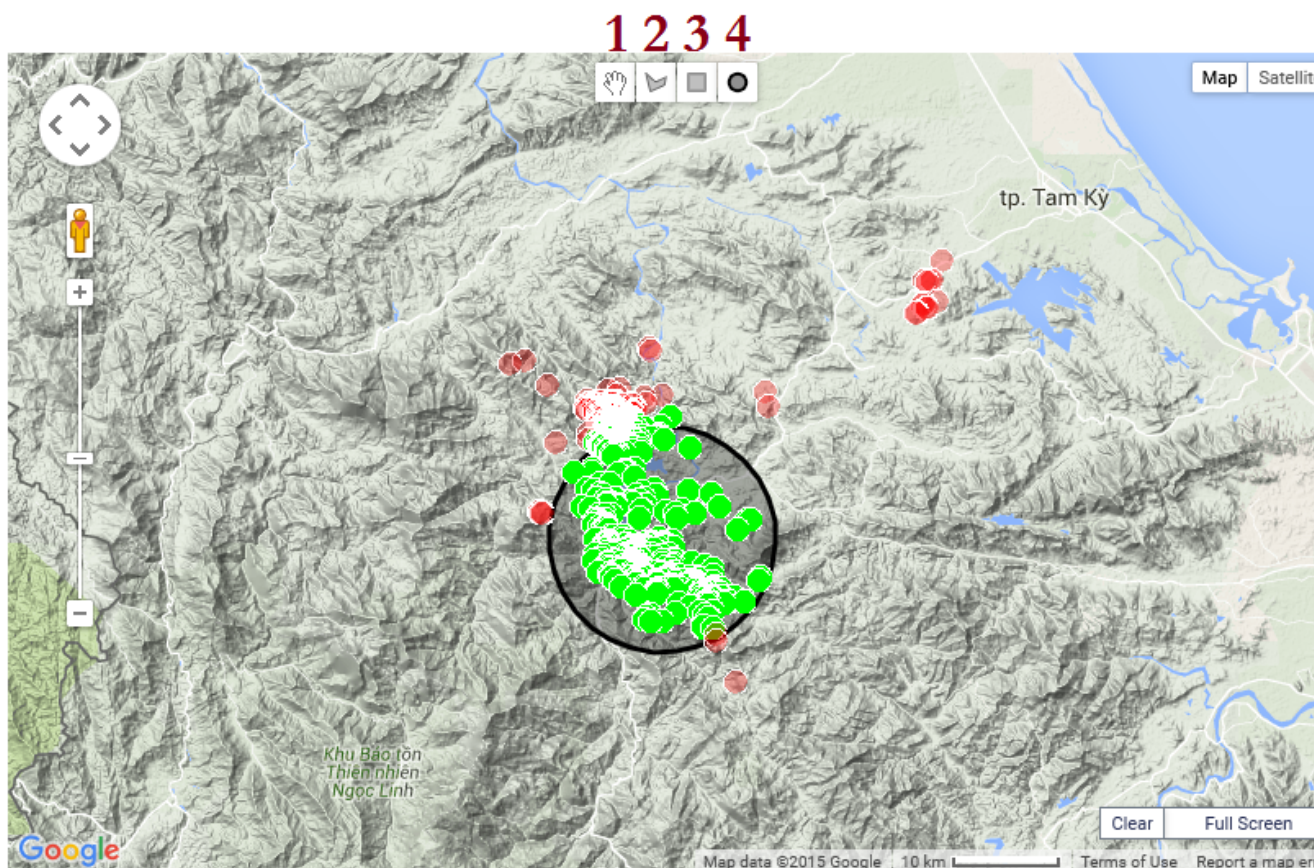 1 2 3 4
Map Satellit
tp. Tam Kỳ
Khu Bảo tồn
Thiên nhiên
Ngọc Linh
Clear Full Screen
Google
Map data ©2015 Google 10 km Terms of Use Report a map er